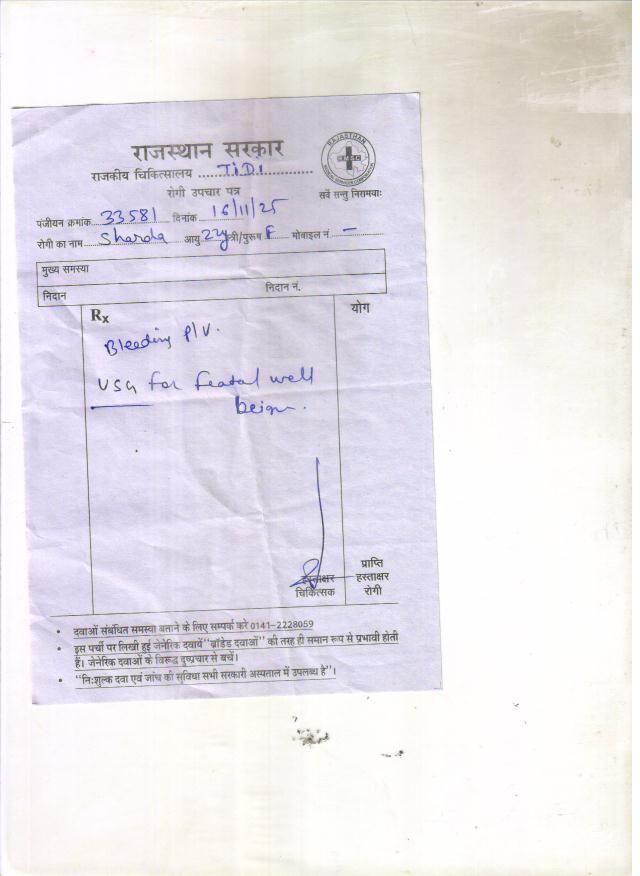 राजस्थान सरकार
राजकीय चिकित्सालय ... TiDi ...
रोगी उपचार पत्र
RAJASTHAN
सर्वे सन्तु निरामयाः
पंजीयन क्रमांक 33581 दिनांक 16/11/25
रोगी का नाम Sharda आयु 22y स्त्री/पुरूष F मोबाइल नं. –
मुख्य समस्या
निदान निदान नं.
Rx योग
Bleeding P/V.
USG for featal well
beign.
हस्ताक्षर
चिकित्सक
प्राप्ति
हस्ताक्षर
रोगी
• दवाओं संबंधित समस्या बताने के लिए सम्पर्क करे 0141-2228059
• इस पर्ची पर लिखी हुई जेनेरिक दवायें "ब्रांडेड दवाओं" की तरह ही समान रूप से प्रभावी होती
हैं। जेनेरिक दवाओं के विरूद्ध दुष्प्रचार से बचें।
• "निःशुल्क दवा एवं जांच की सुविधा सभी सरकारी अस्पताल में उपलब्ध है"।